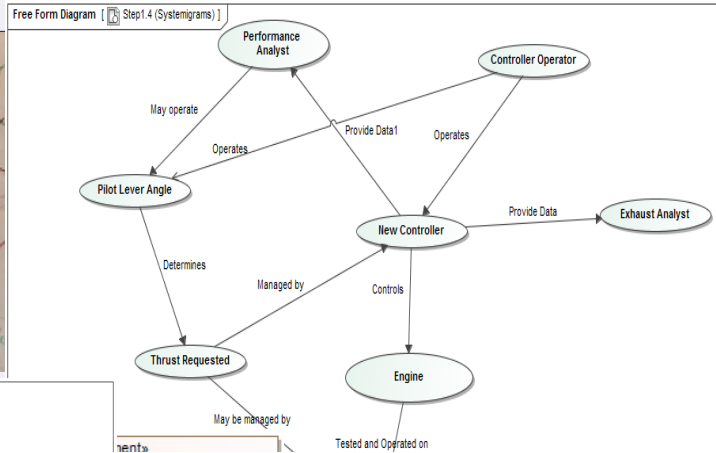 Free Form Diagram [ Step1.4 (Systemigrams) ]
Performance
Analyst
Controller Operator
May operate
Provide Data1
Operates
Operates
Pilot Lever Angle
Provide Data
Exhaust Analyst
New Controller
Determines
Managed by
Controls
Thrust Requested
Engine
May be managed by
Tested and Operated on